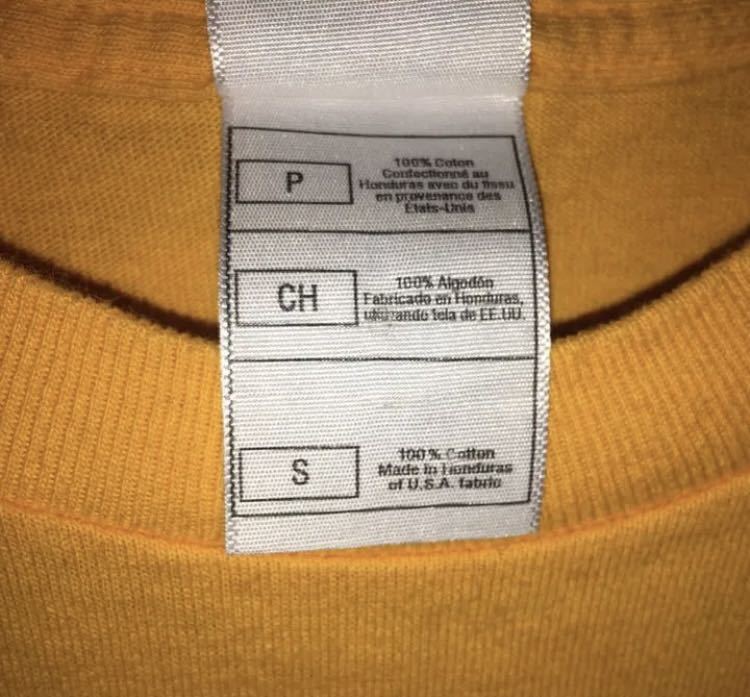 P
100% Coton
Confectionné au
Honduras avec du tissu
en provenance des
États-Unis
CH
100% Algodón
Fabricado en Honduras,
utilizando tela de EE.UU.
S
100% Cotton
Made in Honduras
of U.S.A. fabric